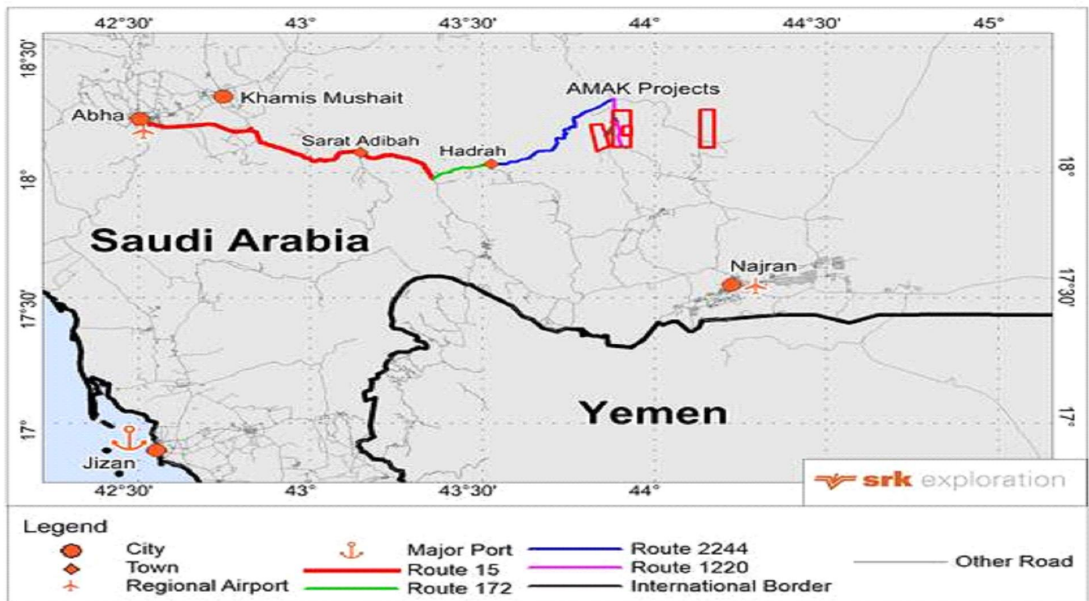 42°30' 43° 43°30' 44° 44°30' 45°
18°30' 18°30'
AMAK Projects
Khamis Mushait
Abha
Sarat Adibah
Hadrah
18° 18°
Saudi Arabia
Najran
17°30' 17°30'
Yemen
17° 17°
Jizan
srk exploration
42°30' 43° 43°30' 44°
Legend
City Major Port Route 2244 Other Road
Town Route 15 Route 1220
Regional Airport Route 172 International Border